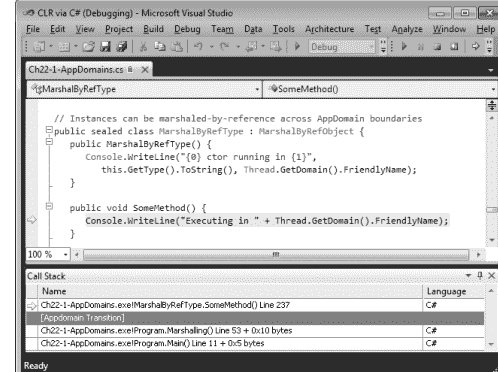 CLR via C# (Debugging) - Microsoft Visual Studio
File Edit View Project Build Debug Team Data Tools Architecture Test Analyze Window Help
Debug
Ch22-1-AppDomains.cs
MarshalByRefType
SomeMethod()
// Instances can be marshaled-by-reference across AppDomain boundaries
public sealed class MarshalByRefType : MarshalByRefObject {
public MarshalByRefType() {
Console.WriteLine("{0} ctor running in {1}",
this.GetType().ToString(), Thread.GetDomain().FriendlyName);
}
public void SomeMethod() {
Console.WriteLine("Executing in " + Thread.GetDomain().FriendlyName);
}
100 %
Call Stack
Name Language
Ch22-1-AppDomains.exe!MarshalByRefType.SomeMethod() Line 237 C#
[Appdomain Transition]
Ch22-1-AppDomains.exe!Program.Marshalling() Line 53 + 0x10 bytes C#
Ch22-1-AppDomains.exe!Program.Main() Line 11 + 0x5 bytes C#
Ready